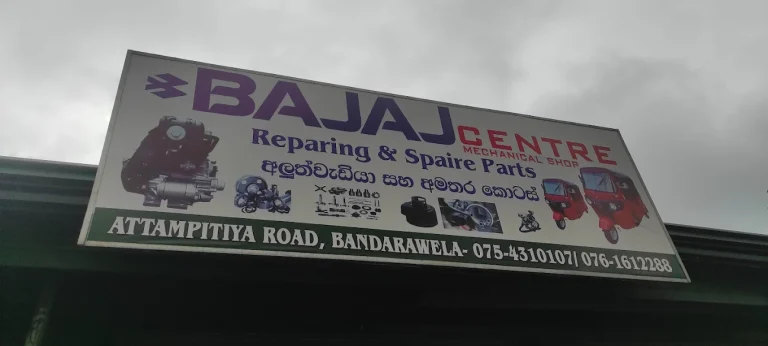 BAJAJ CENTRE
MECHANICAL SHOP
Reparing & Spaire Parts
අලුත්වැඩියා සහ අමතර කොටස්
ATTAMPITIYA ROAD, BANDARAWELA- 075-4310107/ 076-1612288